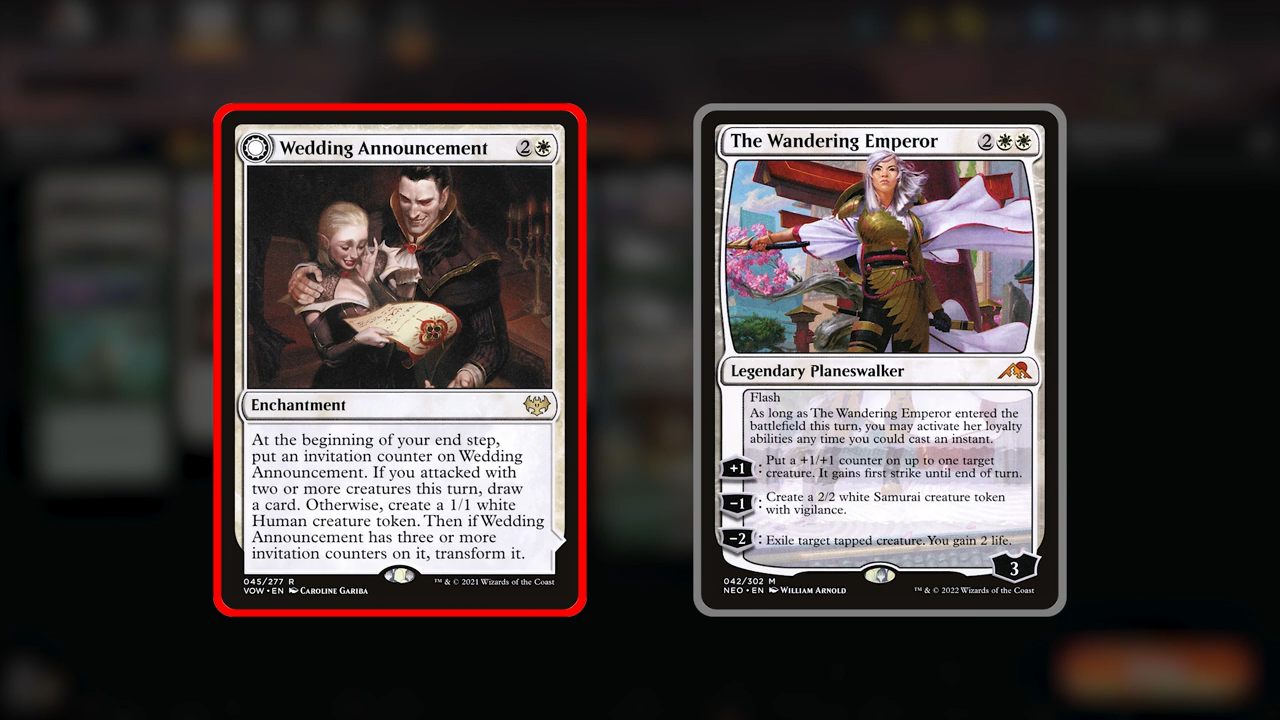 Wedding Announcement 2
Enchantment
At the beginning of your end step,
put an invitation counter on Wedding
Announcement. If you attacked with
two or more creatures this turn, draw
a card. Otherwise, create a 1/1 white
Human creature token. Then if Wedding
Announcement has three or more
invitation counters on it, transform it.
045/277 R
VOW • EN Caroline Gariba
™ & © 2021 Wizards of the Coast
The Wandering Emperor 2
Legendary Planeswalker
Flash
As long as The Wandering Emperor entered the
battlefield this turn, you may activate her loyalty
abilities any time you could cast an instant.
+1 : Put a +1/+1 counter on up to one target
creature. It gains first strike until end of turn.
−1 : Create a 2/2 white Samurai creature token
with vigilance.
−2 : Exile target tapped creature. You gain 2 life.
3
042/302 M
NEO • EN William Arnold
™ & © 2022 Wizards of the Coast